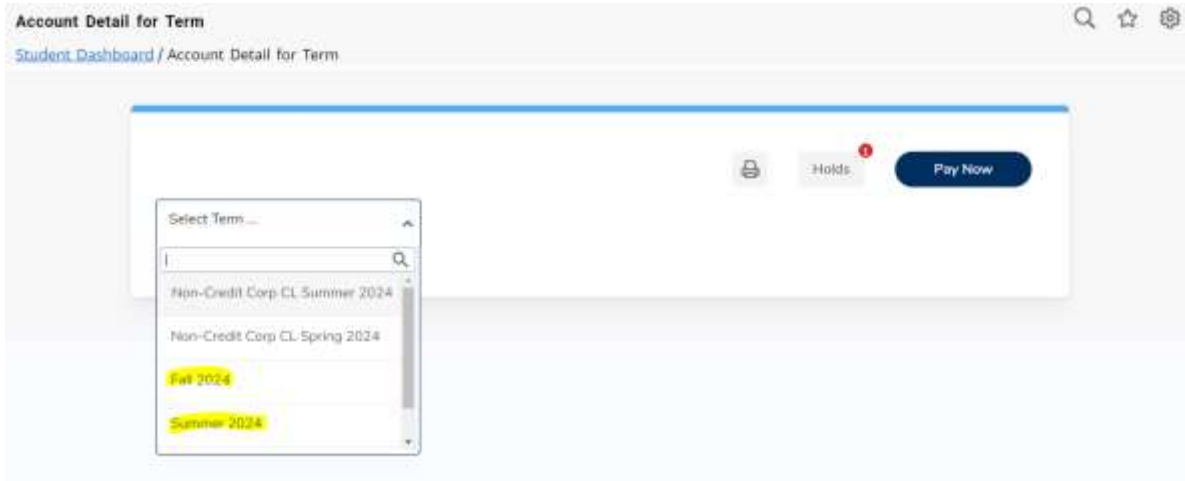 Account Detail for Term
Student Dashboard / Account Detail for Term
Holds
Pay Now
Select Term ...
Non-Credit Corp CL Summer 2024
Non-Credit Corp CL Spring 2024
Fall 2024
Summer 2024